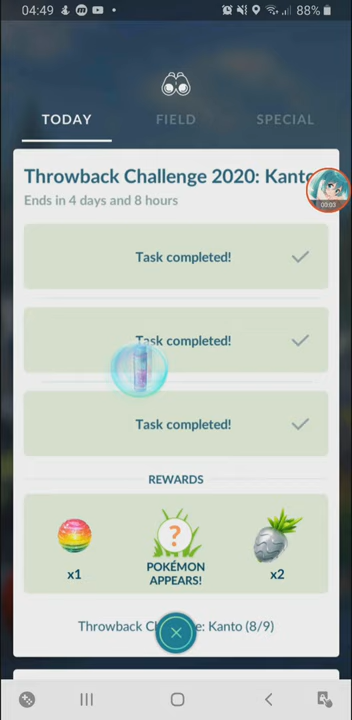 04:49
88%
TODAY
FIELD
SPECIAL
Throwback Challenge 2020: Kanto
Ends in 4 days and 8 hours
Task completed!
Task completed!
Task completed!
REWARDS
?
POKÉMON
APPEARS!
x1
x2
Throwback Ch e: Kanto (8/9)